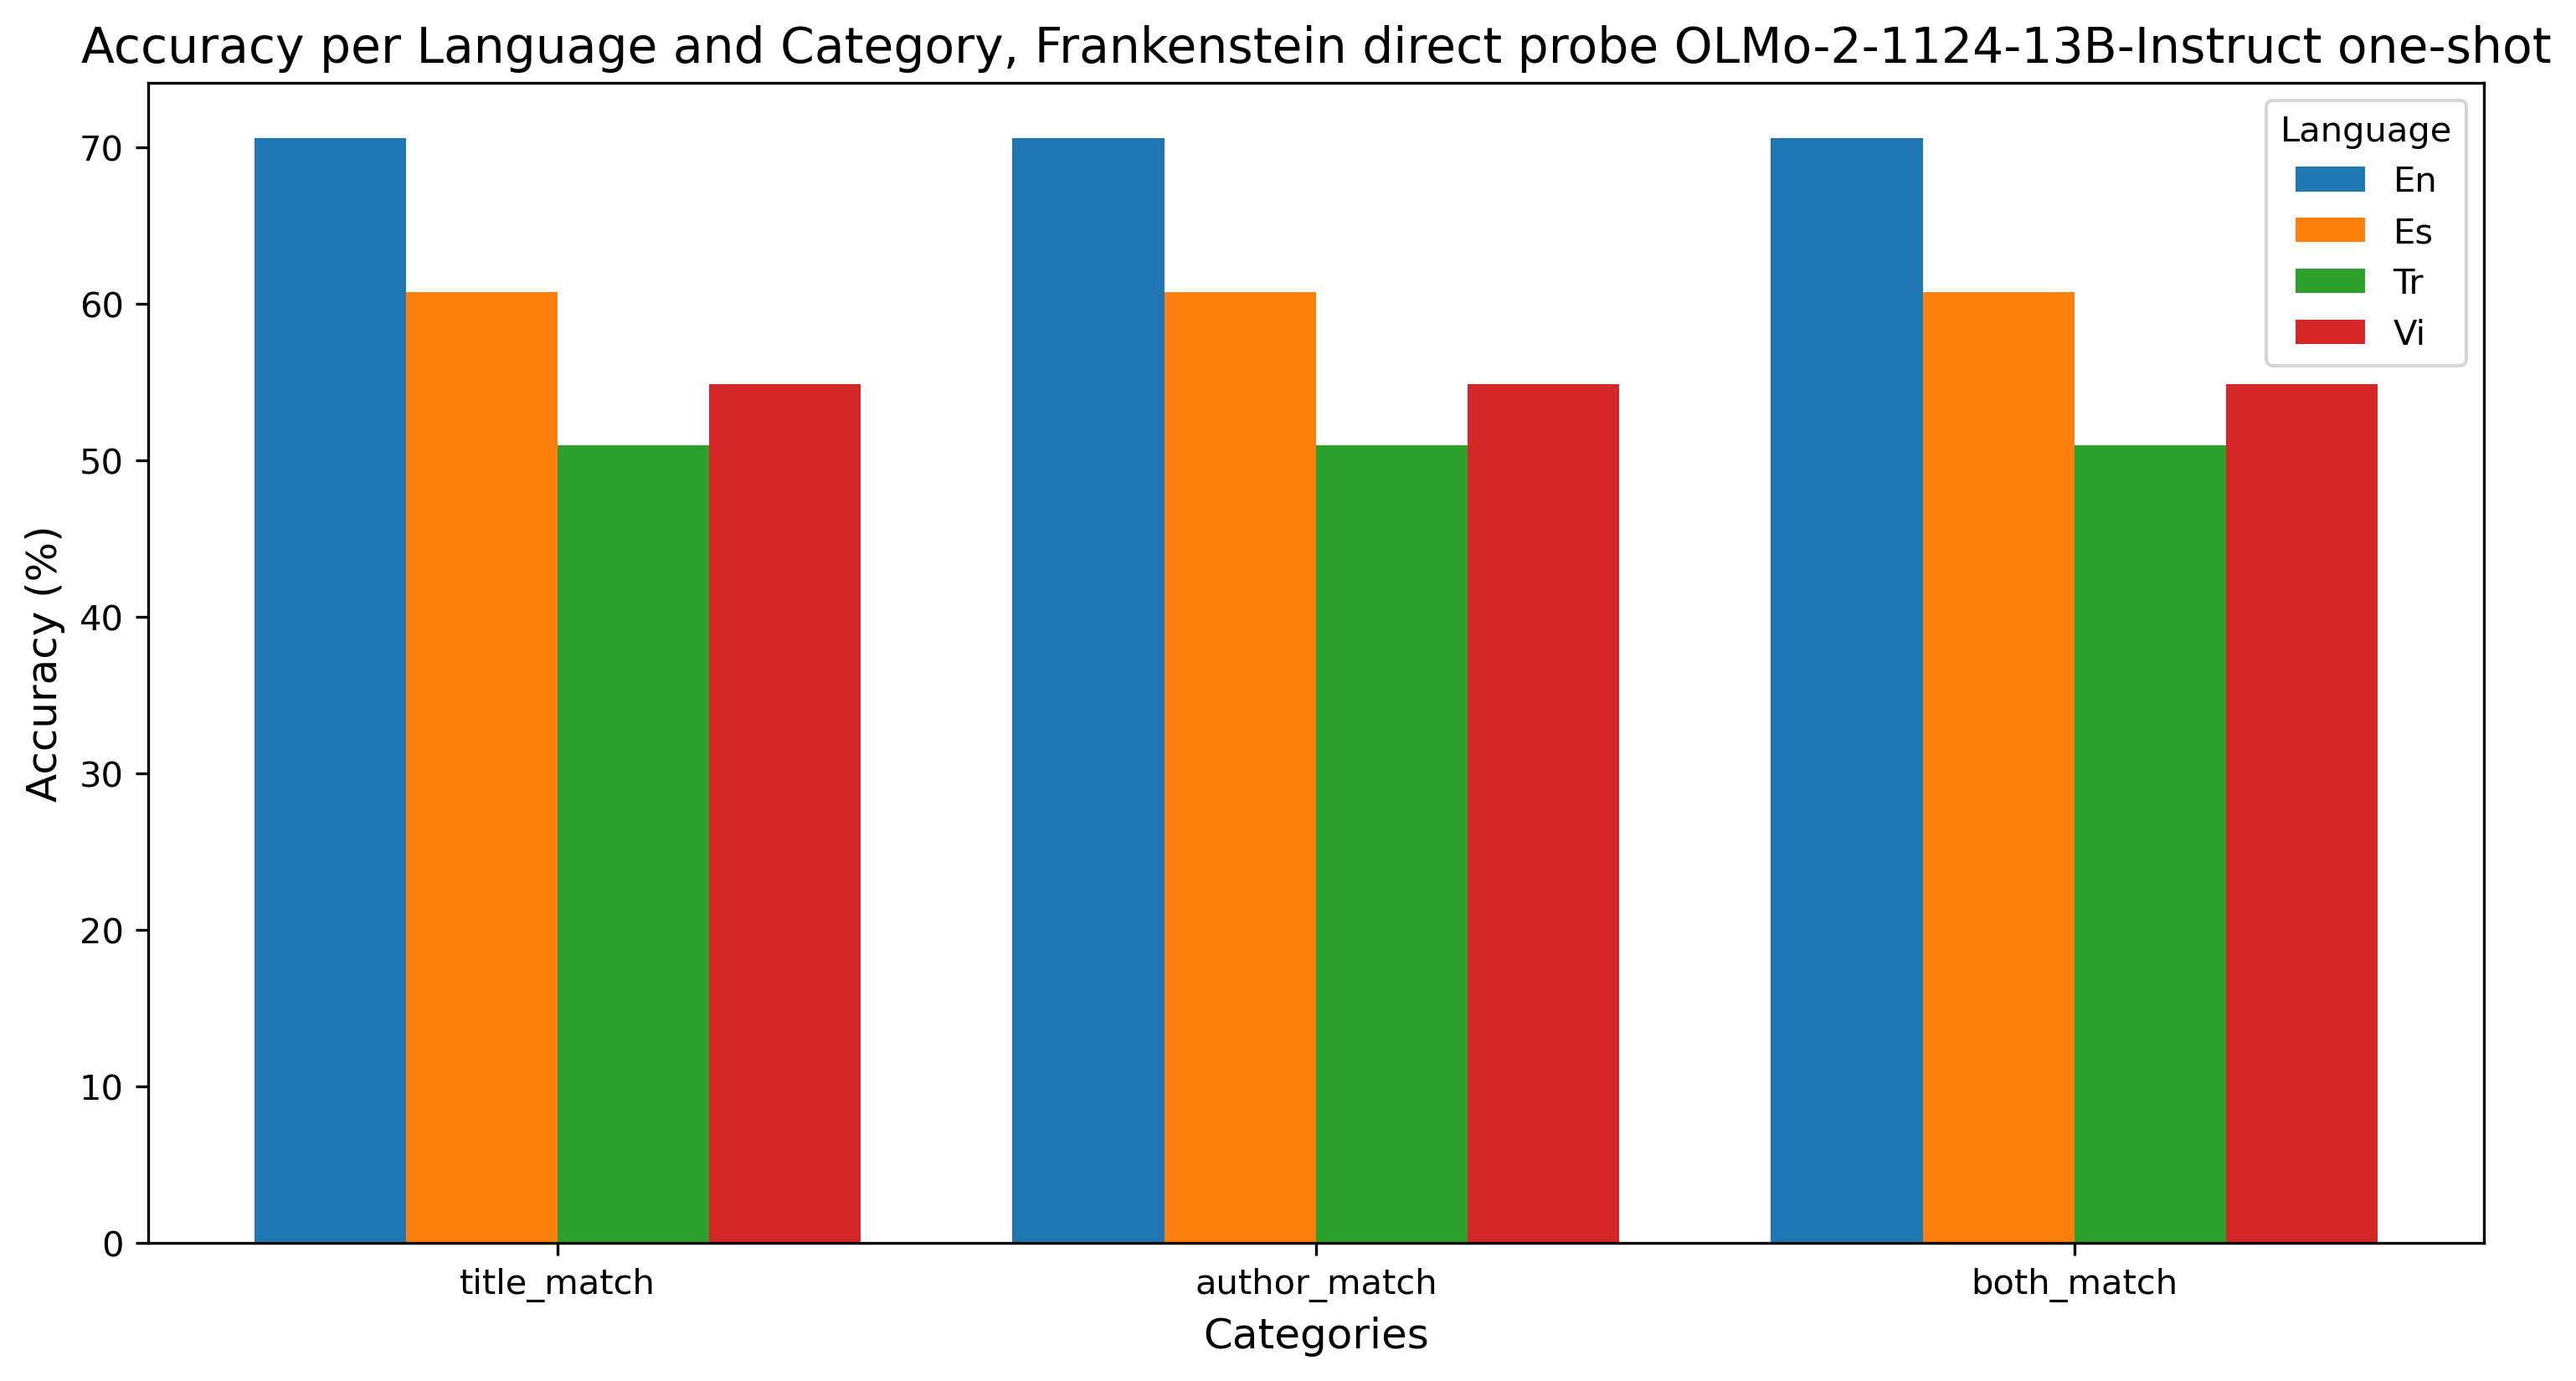 Accuracy per Language and Category, Frankenstein direct probe OLMo-2-1124-13B-Instruct one-shot
Language
En
Es
Tr
Vi
Accuracy (%)
70
60
50
40
30
20
10
0
title_match
author_match
both_match
Categories